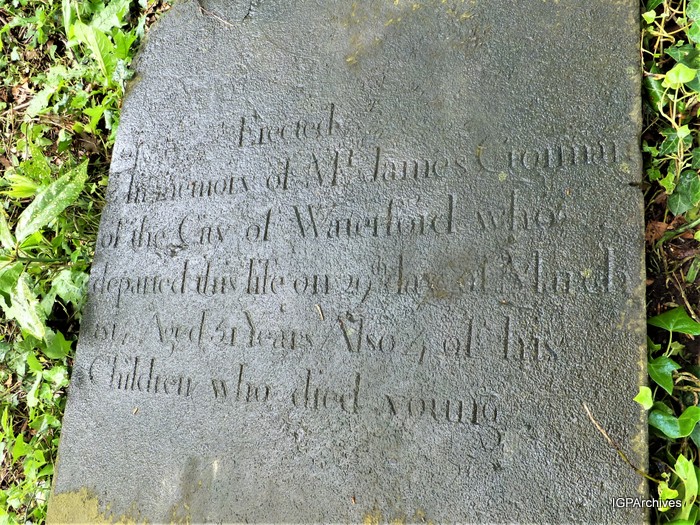 Erected
In Memory of Mr. James
of the City of Waterford who
departed this life on 29th day of March
Aged 51 Years Also 4 of his
Children who died young
IGPArchives